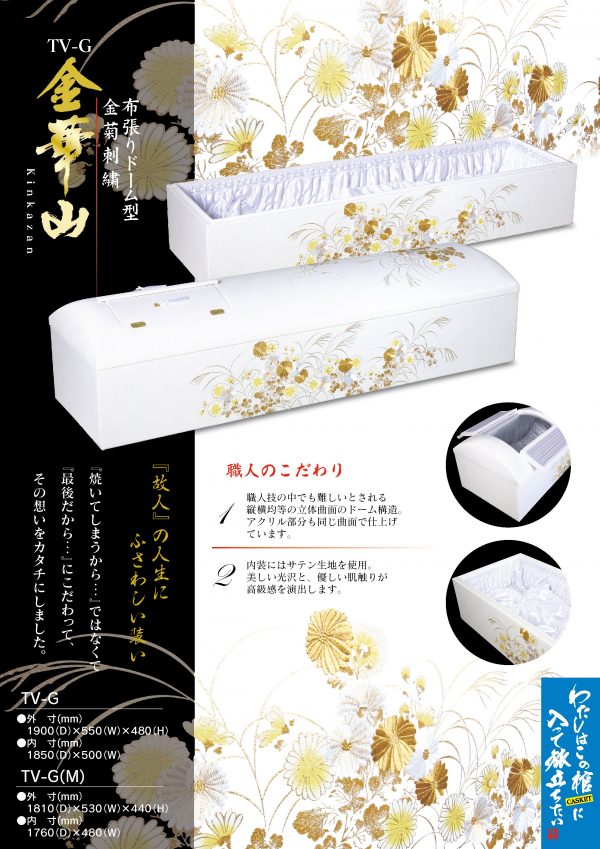 TV-G
金華山
Kinkazan
布張りドーム型
金菊刺繍
『故人』の人生に
ふさわしい装い
『焼いてしまうから…』ではなくて
『最後だから…』にこだわって、
その想いをカタチにしました。
職人のこだわり
1
職人技の中でも難しいとされる
縦横均等の立体曲面のドーム構造。
アクリル部分も同じ曲面で仕上げ
ています。
2
内装にはサテン生地を使用。
美しい光沢と、優しい肌触りが
高級感を演出します。
TV-G
●外　寸(mm)
1900(D)×550(W)×480(H)
●内　寸(mm)
1850(D)×500(W)
TV-G(M)
●外　寸(mm)
1810(D)×530(W)×440(H)
●内　寸(mm)
1760(D)×480(W)
わたしはこの棺に
CASKET
入って旅立ちたい